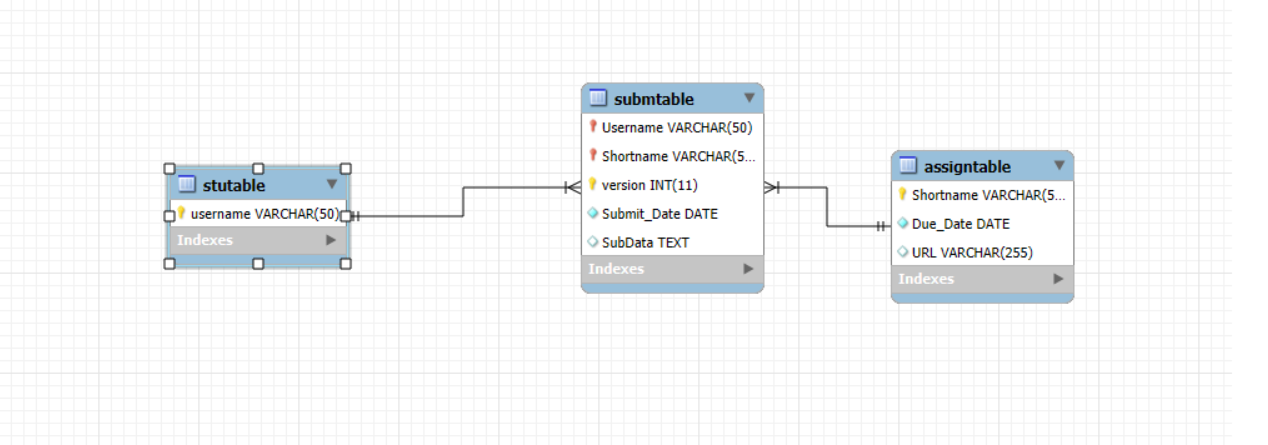 stutable
username VARCHAR(50)
Indexes
submtable
Username VARCHAR(50)
Shortname VARCHAR(5...
version INT(11)
Submit_Date DATE
SubData TEXT
Indexes
assigntable
Shortname VARCHAR(5...
Due_Date DATE
URL VARCHAR(255)
Indexes